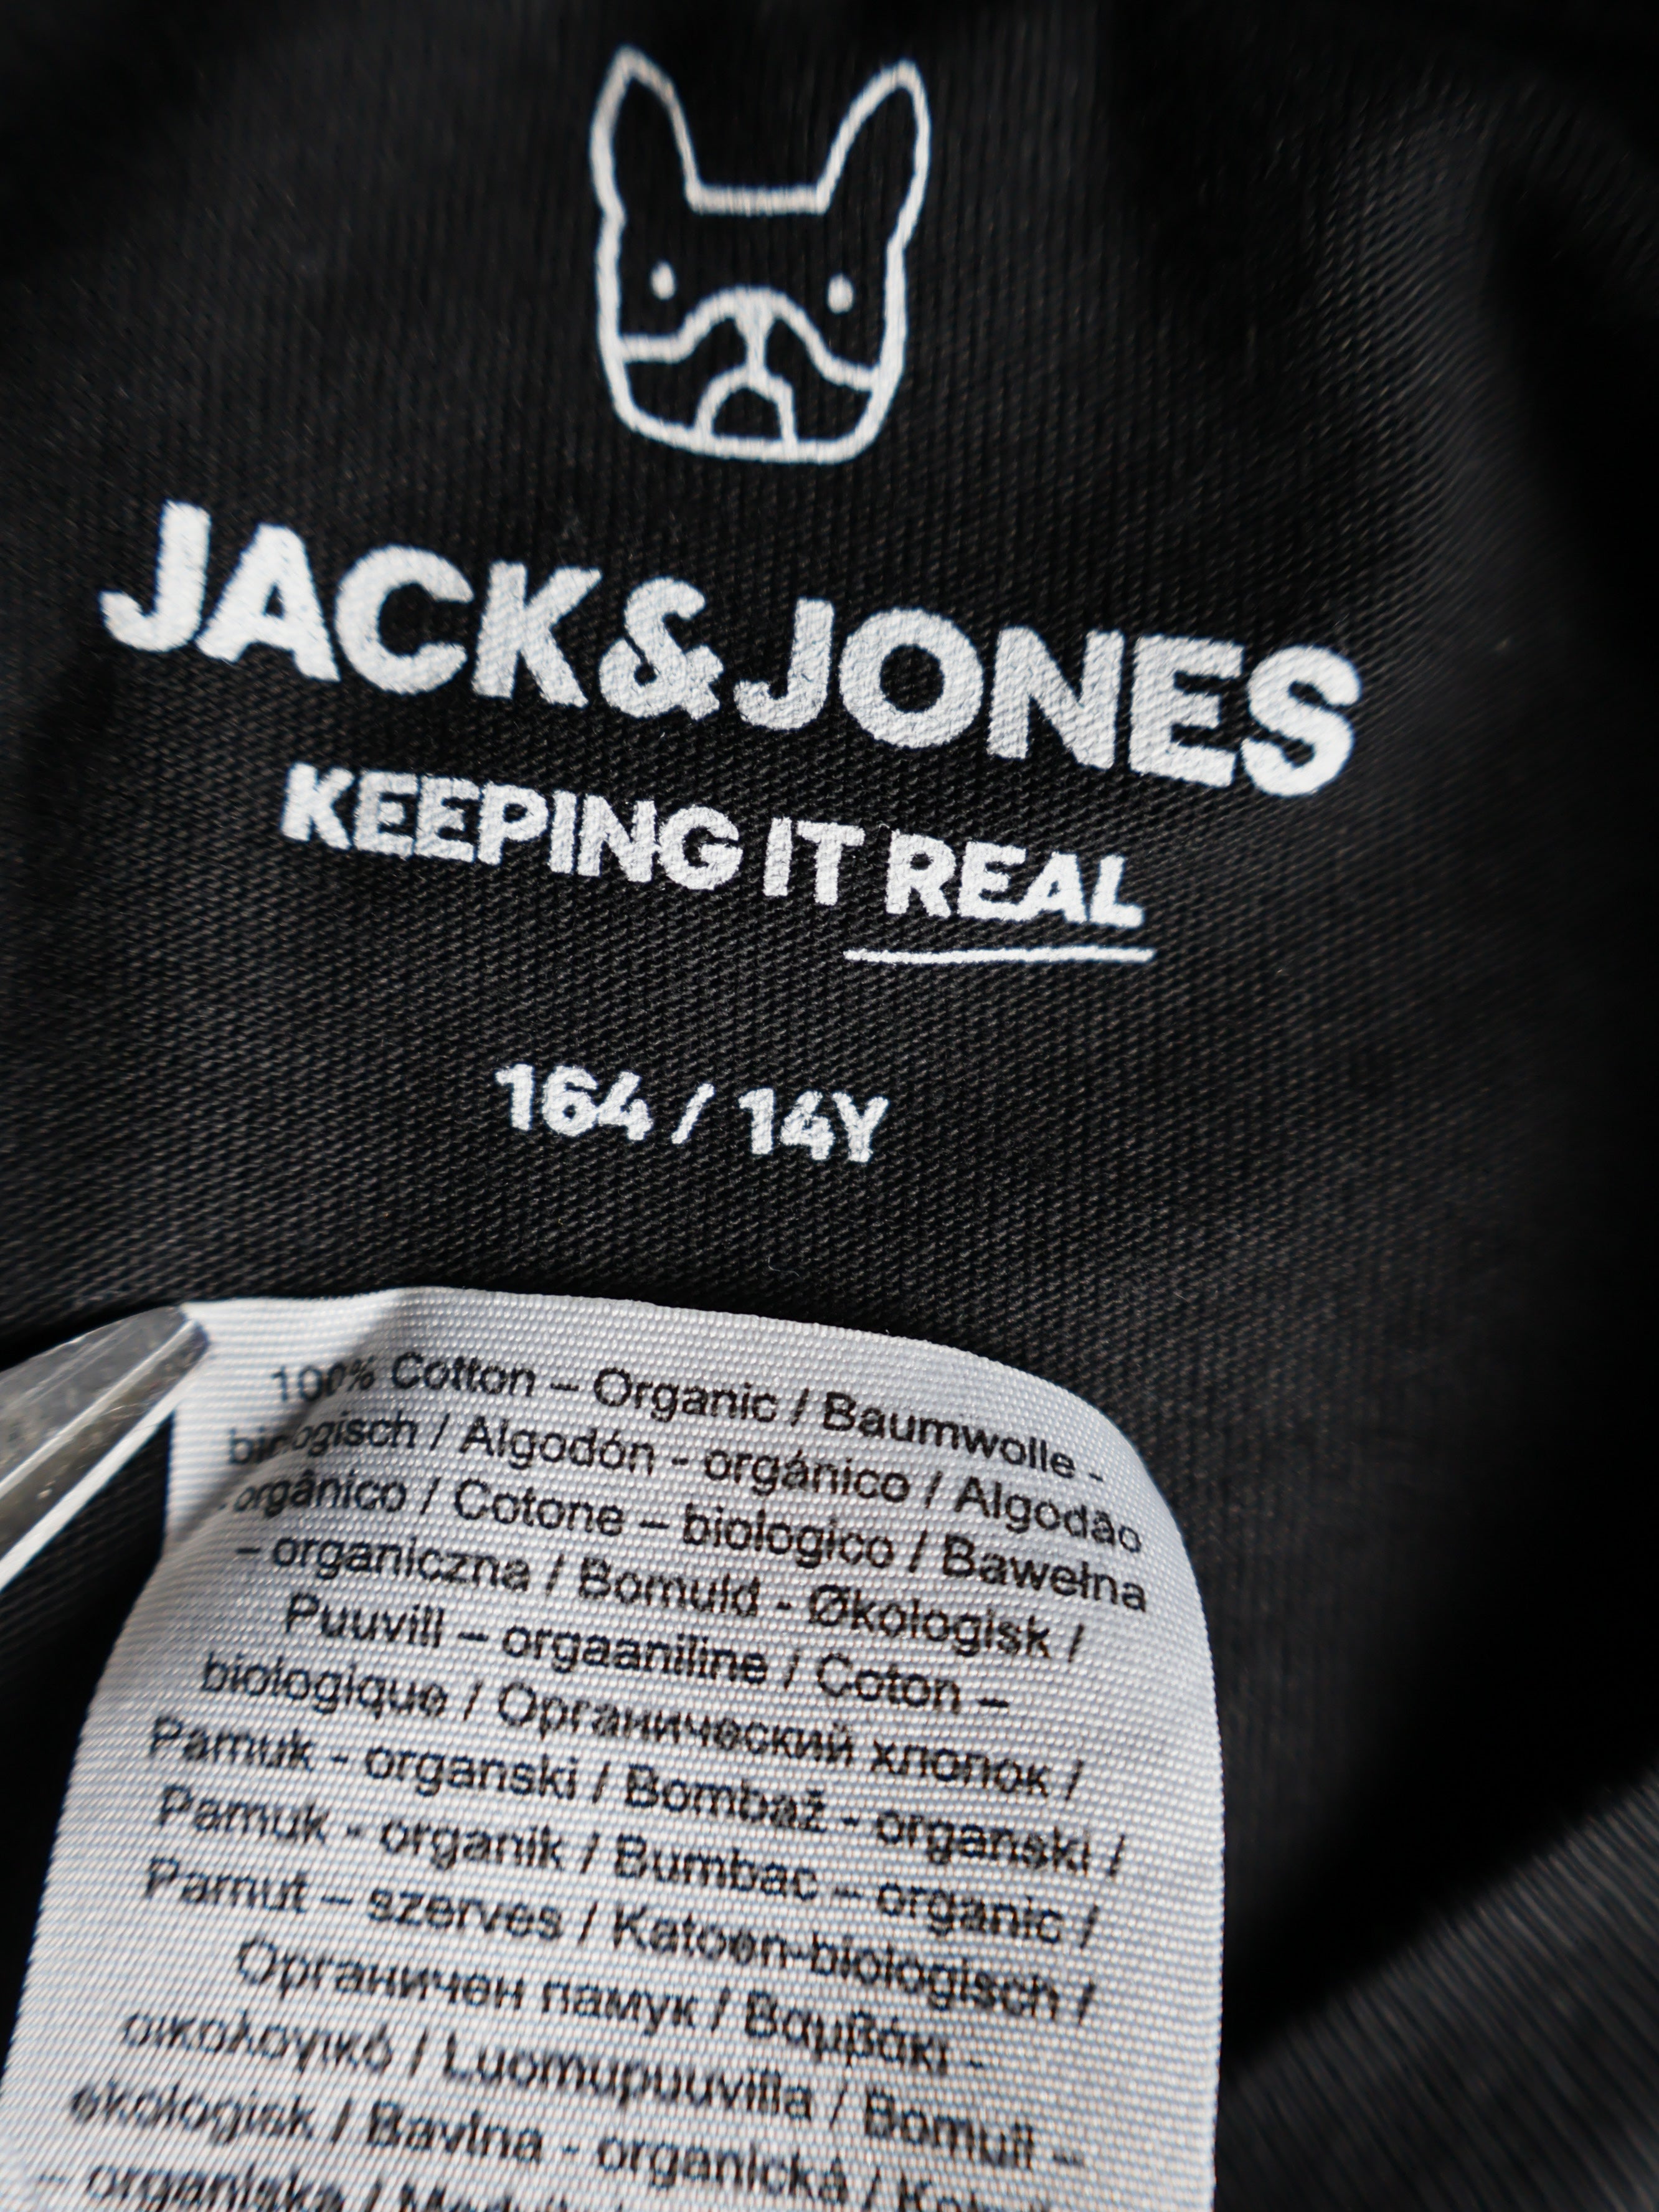 JACK&JONES
KEEPING IT REAL
164 / 14Y
100% Cotton – Organic / Baumwolle -
biologisch / Algodón - orgánico / Algodão
orgânico / Cotone – biologico / Bawełna
– organiczna / Bomuld - Økologisk /
Puuvill – orgaaniline / Coton –
biologique / Органический хлопок /
Pamuk - organski / Bombaž - organski /
Pamuk - organik / Bumbac – organic /
Pamut – szerves / Katoen-biologisch /
Органичен памук / Βαμβάκι -
οικολογικό / Luomupuuvilla / Bomull –
ekologisk / Bavlna - organická /
– organiska /